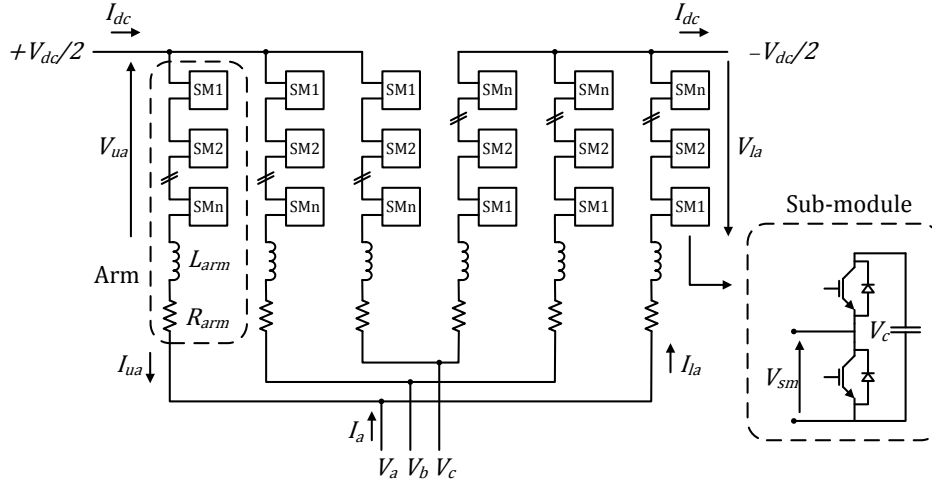 I_dc I_dc
+V_dc/2 −V_dc/2
SM1 SM1 SM1 SMn SMn SMn
V_ua SM2 SM2 SM2 SM2 SM2 SM2 V_la
SMn SMn SMn SM1 SM1 SM1
Sub-module
Arm L_arm
R_arm V_c
I_ua I_la V_sm
I_a
V_a V_b V_c